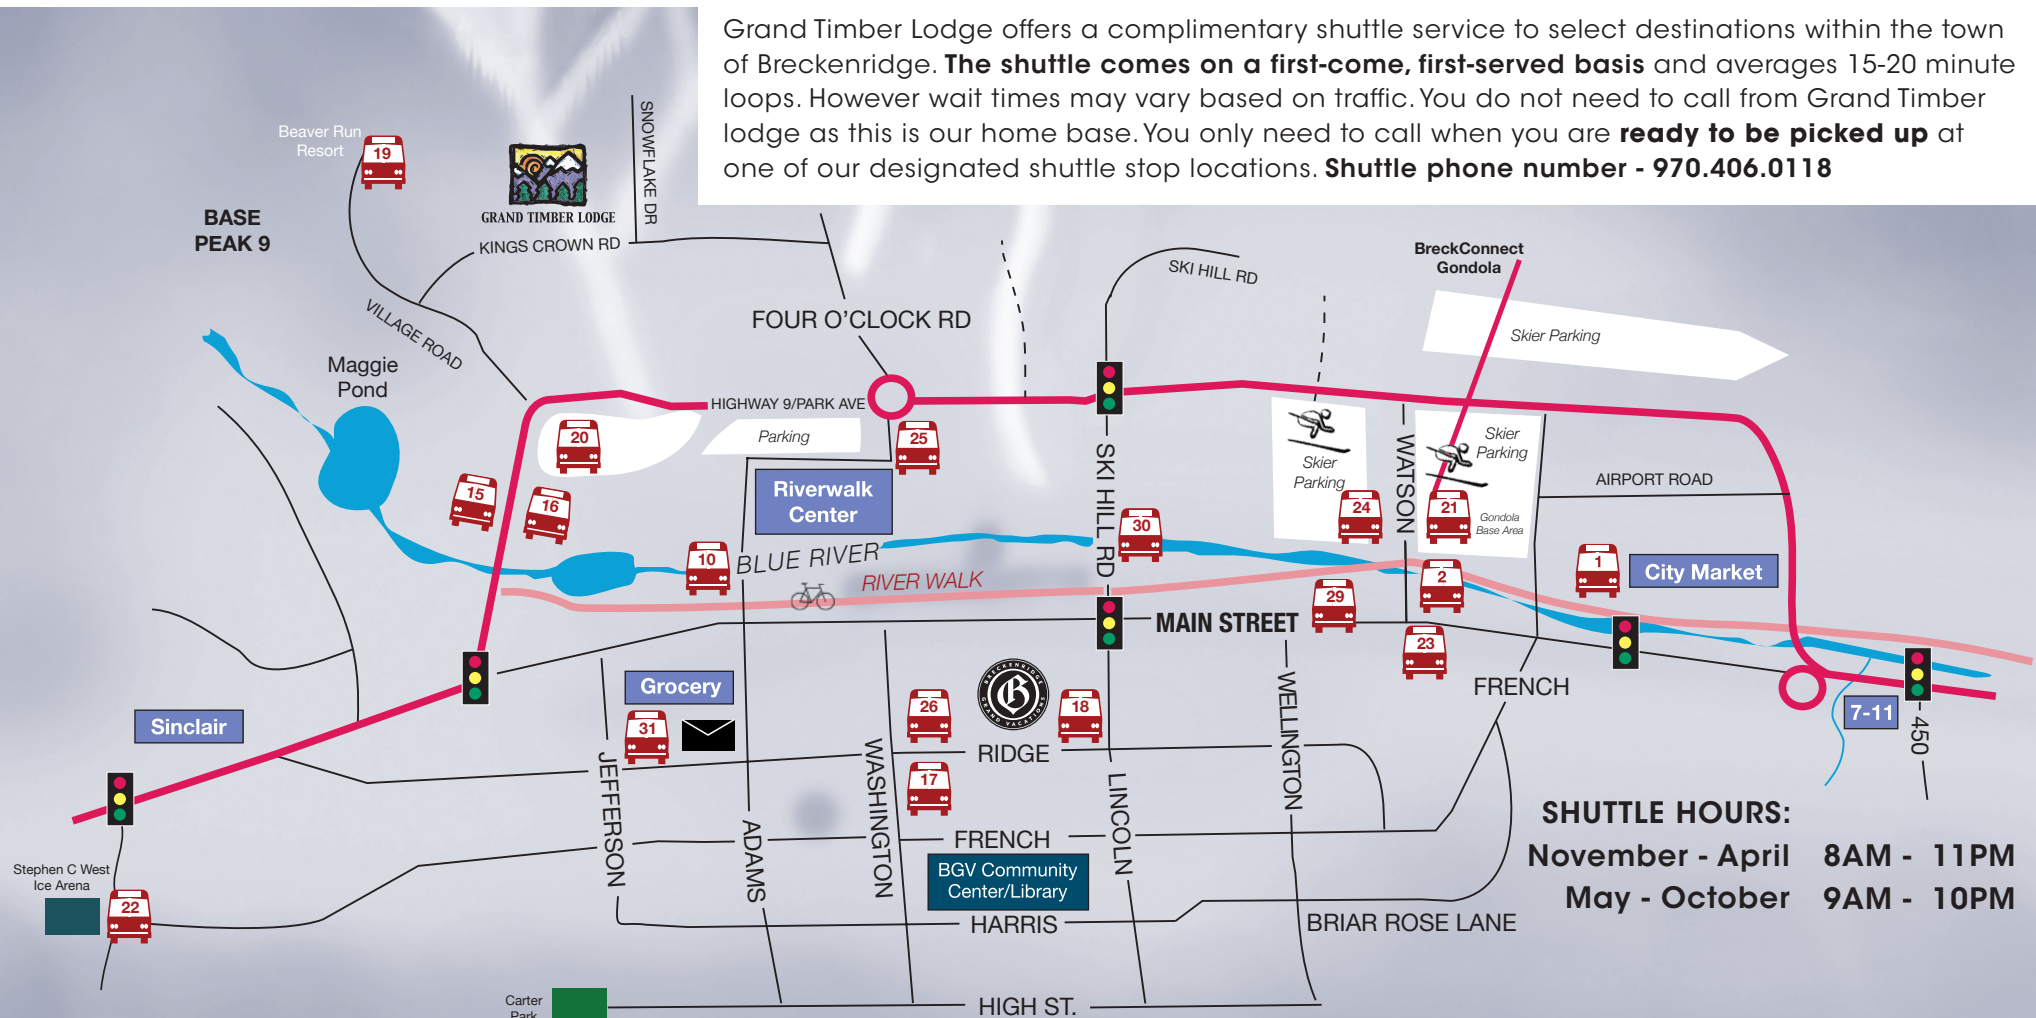 Grand Timber Lodge offers a complimentary shuttle service to select destinations within the town
of Breckenridge. The shuttle comes on a first-come, first-served basis and averages 15-20 minute
loops. However wait times may vary based on traffic. You do not need to call from Grand Timber
lodge as this is our home base. You only need to call when you are ready to be picked up at
one of our designated shuttle stop locations. Shuttle phone number - 970.406.0118
Beaver Run
Resort
19
SNOWFLAKE DR
GRAND TIMBER LODGE
BASE
PEAK 9
KINGS CROWN RD
BreckConnect
Gondola
SKI HILL RD
VILLAGE ROAD
FOUR O'CLOCK RD
Skier Parking
Maggie
Pond
HIGHWAY 9/PARK AVE
20
Parking
25
SKI HILL RD
Skier
Parking
WATSON
Skier
Parking
AIRPORT ROAD
15
16
Riverwalk
Center
24
21
Gondola
Base Area
30
10
BLUE RIVER
RIVER WALK
1
City Market
2
29
MAIN STREET
23
Grocery
FRENCH
26
BRECKENRIDGE
B
GRAND VACATIONS
18
WELLINGTON
7-11
450
Sinclair
31
JEFFERSON
WASHINGTON
RIDGE
17
LINCOLN
ADAMS
FRENCH
SHUTTLE HOURS:
November - April 8AM - 11PM
May - October 9AM - 10PM
BGV Community
Center/Library
Stephen C West
Ice Arena
22
HARRIS
BRIAR ROSE LANE
Carter
Park
HIGH ST.